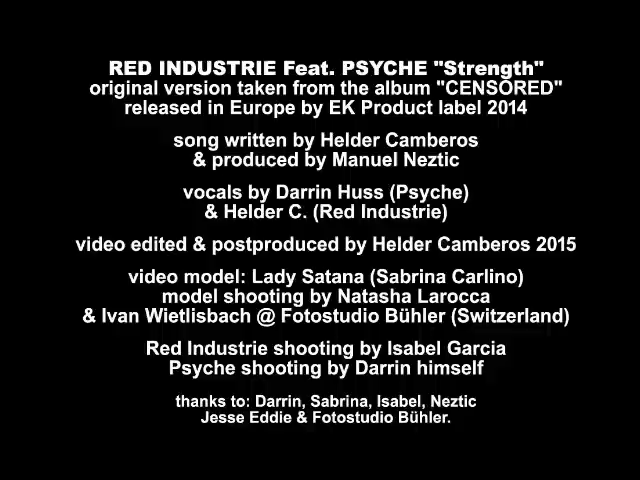 RED INDUSTRIE Feat. PSYCHE "Strength"
original version taken from the album "CENSORED"
released in Europe by EK Product label 2014
song written by Helder Camberos
& produced by Manuel Neztic
vocals by Darrin Huss (Psyche)
& Helder C. (Red Industrie)
video edited & postproduced by Helder Camberos 2015
video model: Lady Satana (Sabrina Carlino)
model shooting by Natasha Larocca
& Ivan Wietlisbach @ Fotostudio Bühler (Switzerland)
Red Industrie shooting by Isabel Garcia
Psyche shooting by Darrin himself
thanks to: Darrin, Sabrina, Isabel, Neztic
Jesse Eddie & Fotostudio Bühler.